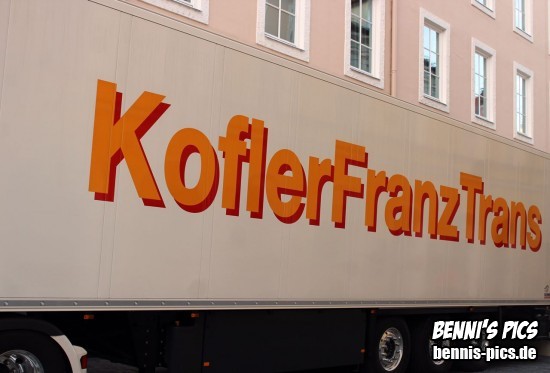 KoflerFranzTrans
BENNI'S PICS
bennis-pics.de